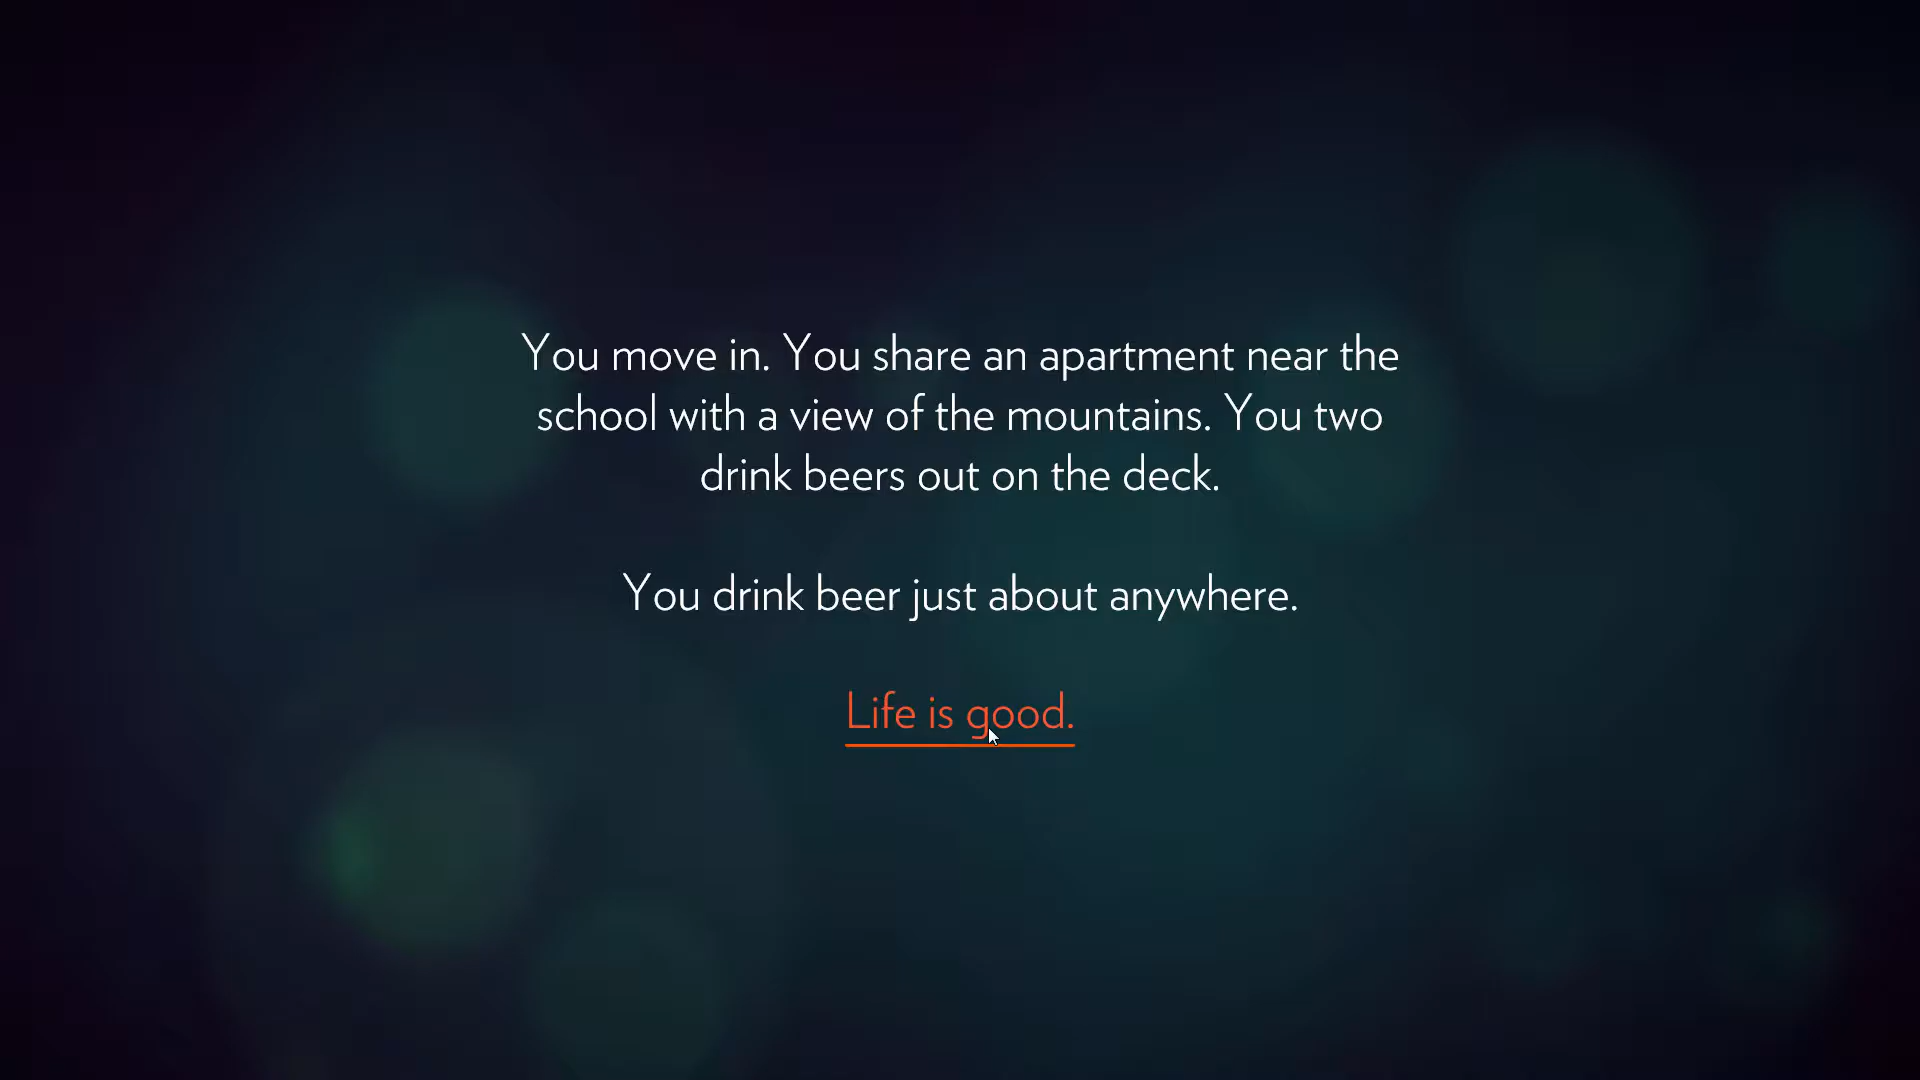 You move in. You share an apartment near the
school with a view of the mountains. You two
drink beers out on the deck.
You drink beer just about anywhere.
Life is good.